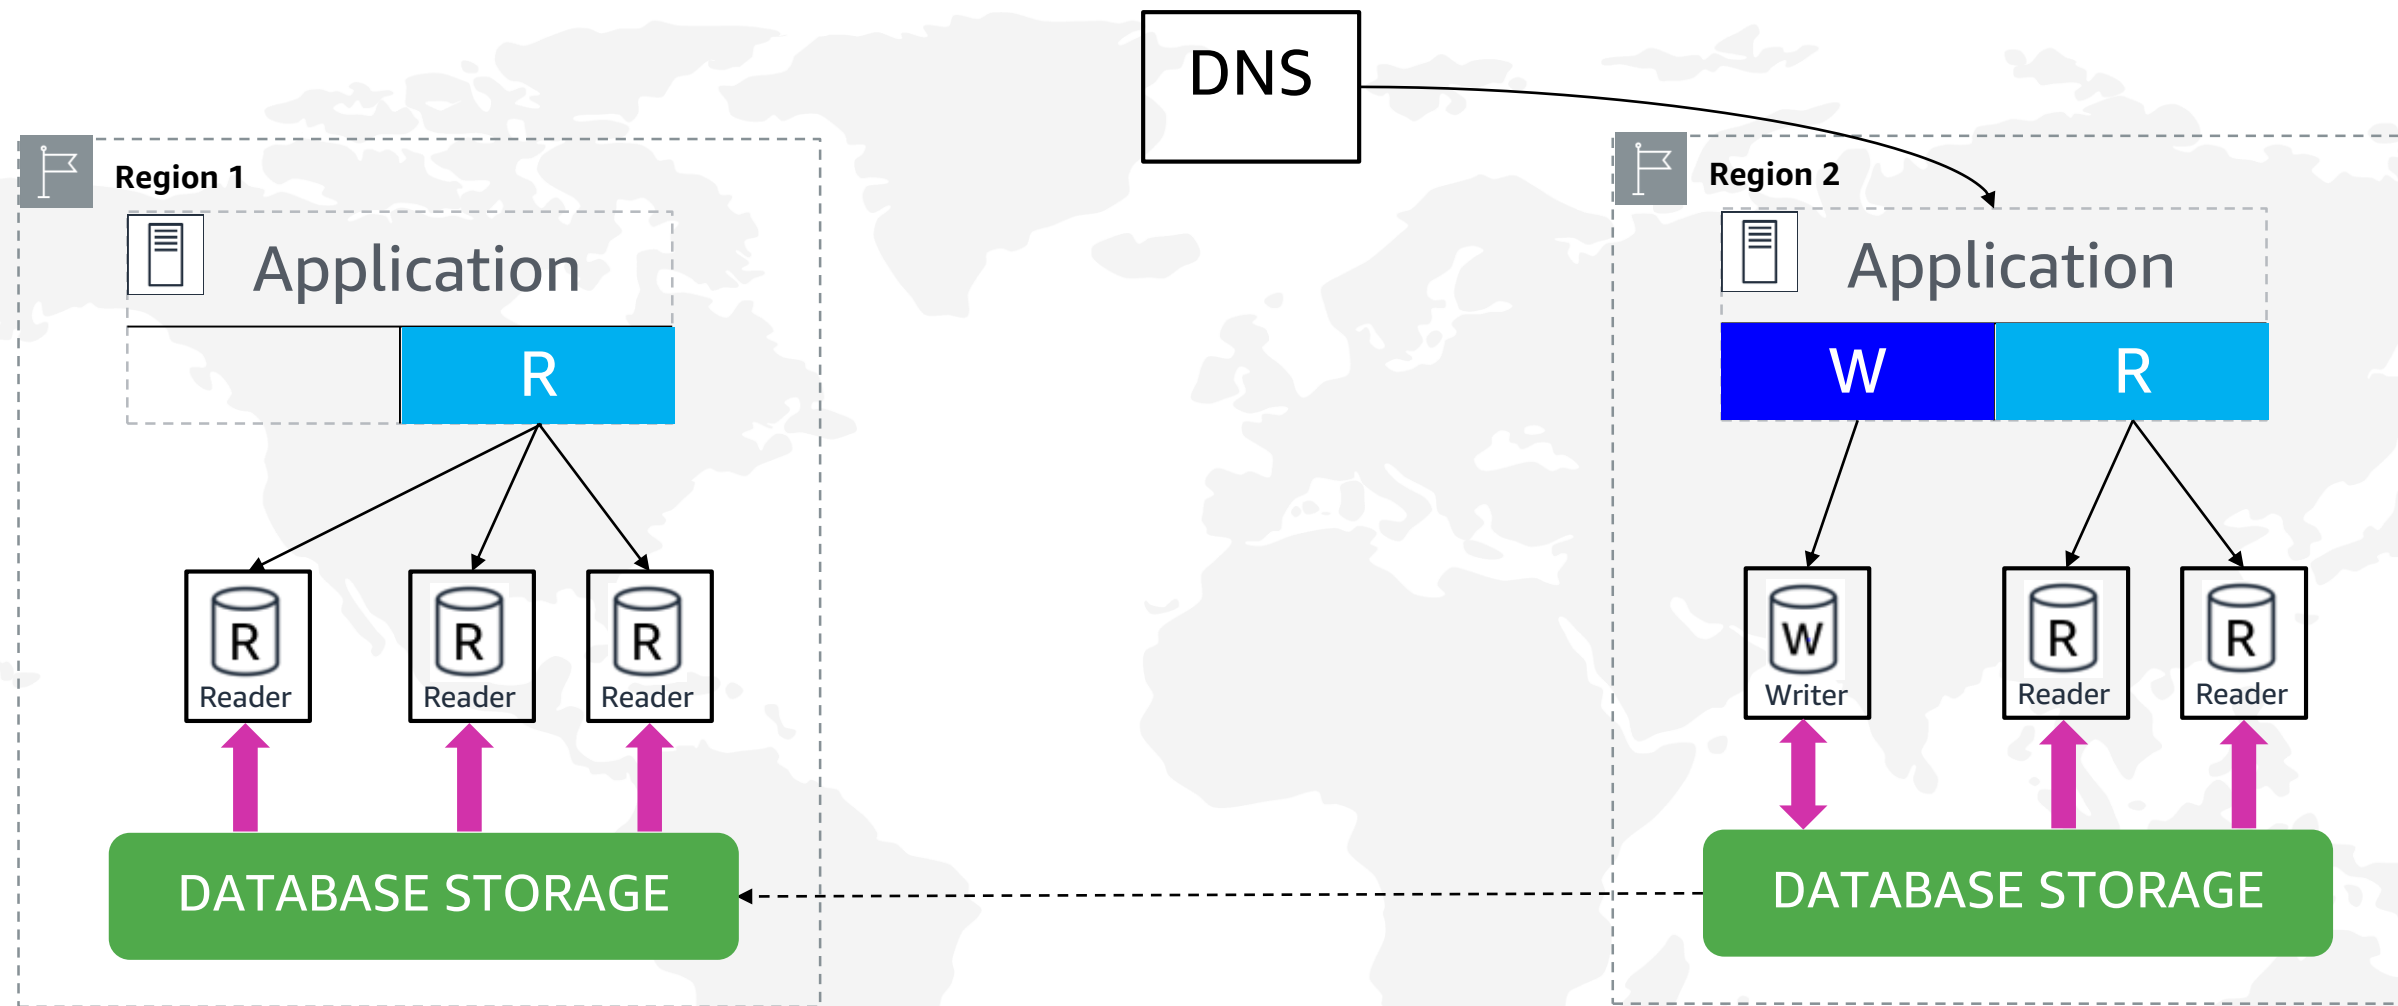 DNS
Region 1
Application
R
R
Reader
R
Reader
R
Reader
DATABASE STORAGE
Region 2
Application
W
R
W
Writer
R
Reader
R
Reader
DATABASE STORAGE